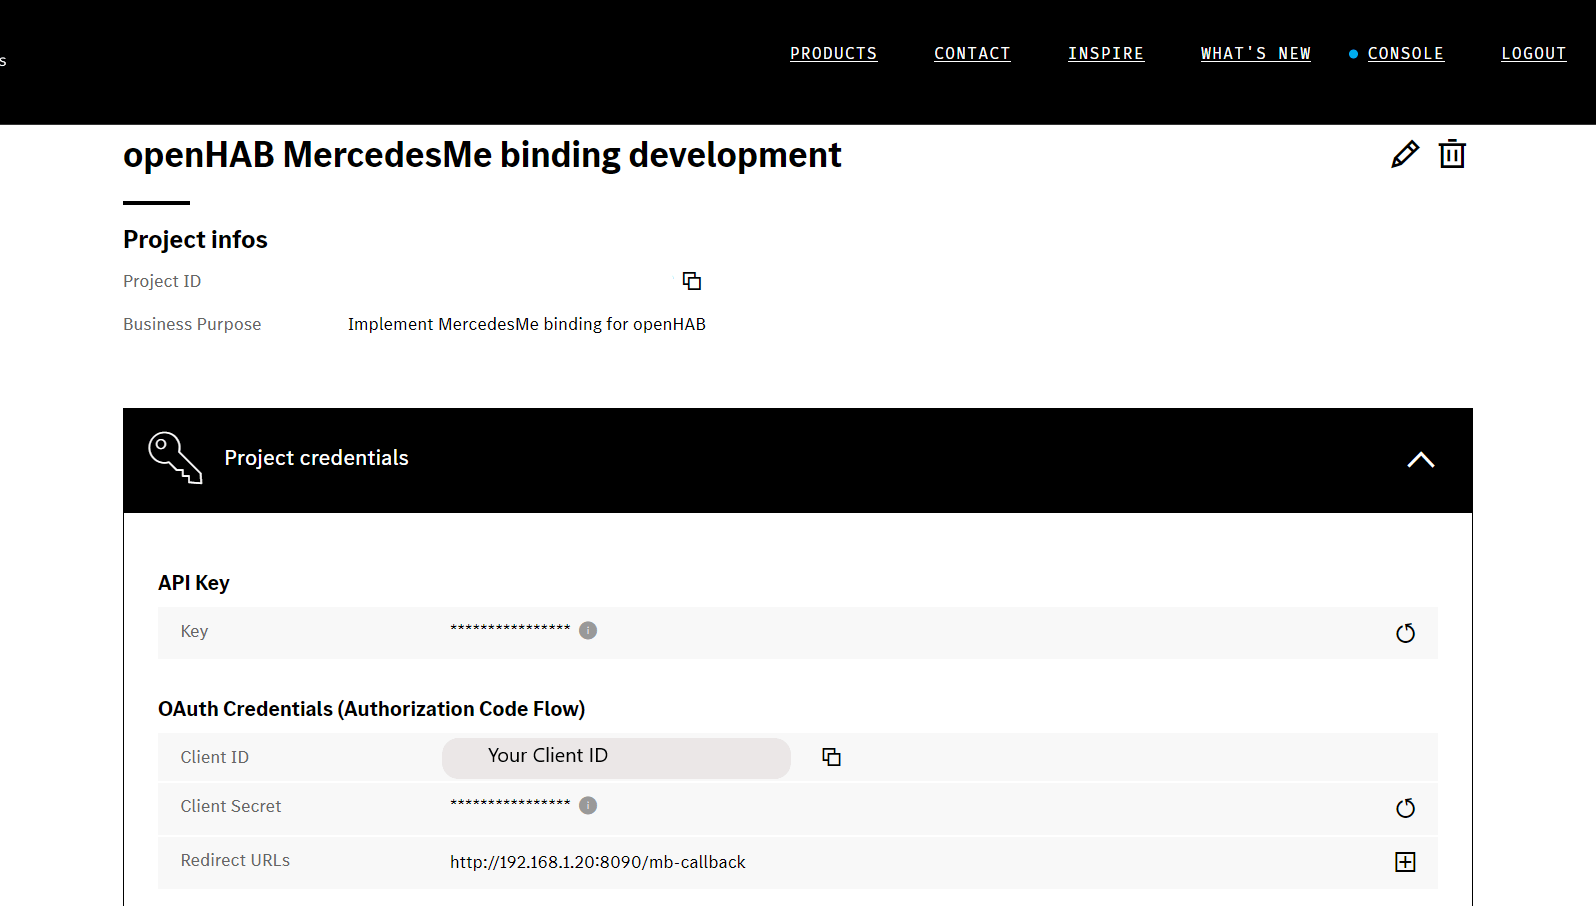 s
PRODUCTS CONTACT INSPIRE WHAT'S NEW CONSOLE LOGOUT
openHAB MercedesMe binding development
Project infos
Project ID
Business Purpose Implement MercedesMe binding for openHAB
Project credentials
API Key
Key ****************
OAuth Credentials (Authorization Code Flow)
Client ID Your Client ID
Client Secret ****************
Redirect URLs http://192.168.1.20:8090/mb-callback